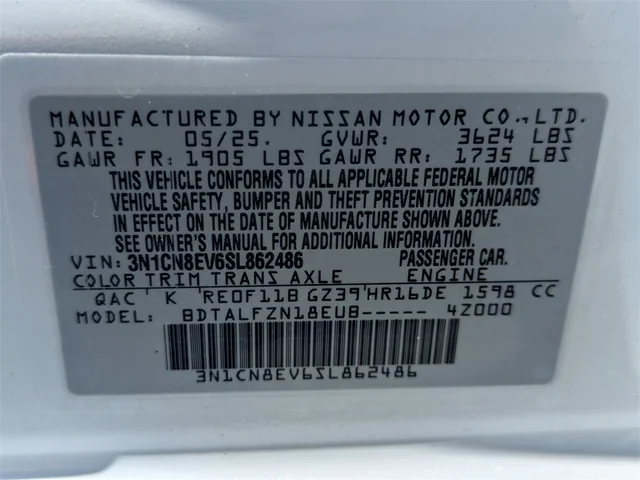 MANUFACTURED BY NISSAN MOTOR CO.,LTD.
DATE: 05/25. GVWR: 3624 LBS
GAWR FR: 1905 LBS GAWR RR: 1735 LBS
THIS VEHICLE CONFORMS TO ALL APPLICABLE FEDERAL MOTOR
VEHICLE SAFETY, BUMPER AND THEFT PREVENTION STANDARDS
IN EFFECT ON THE DATE OF MANUFACTURE SHOWN ABOVE.
SEE OWNER'S MANUAL FOR ADDITIONAL INFORMATION.
VIN: 3N1CN8EV6SL862486 PASSENGER CAR.
COLOR TRIM TRANS AXLE ENGINE
QAC K RE0F11B GZ39 HR16DE 1598 CC
MODEL: BDTALFZN18EUB----- 4Z000
3N1CN8EV6SL862486